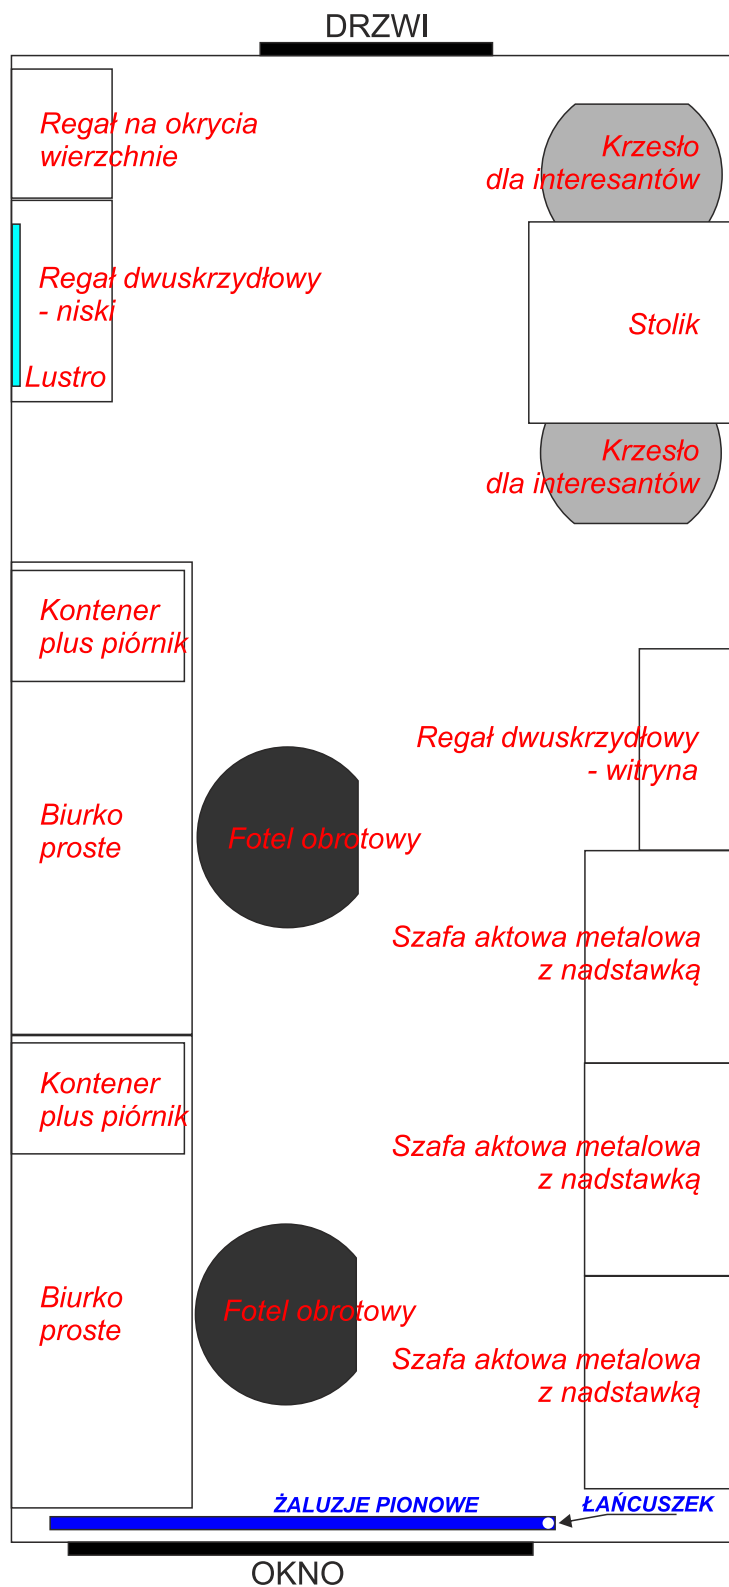 DRZWI
Regał na okrycia
wierzchnie
Krzesło
dla interesantów
Regał dwuskrzydłowy
- niski
Stolik
Lustro
Krzesło
dla interesantów
Kontener
plus piórnik
Regał dwuskrzydłowy
- witryna
Biurko
proste
Fotel obrotowy
Szafa aktowa metalowa
z nadstawką
Kontener
plus piórnik
Szafa aktowa metalowa
z nadstawką
Biurko
proste
Fotel obrotowy
Szafa aktowa metalowa
z nadstawką
ŻALUZJE PIONOWE
ŁAŃCUSZEK
OKNO